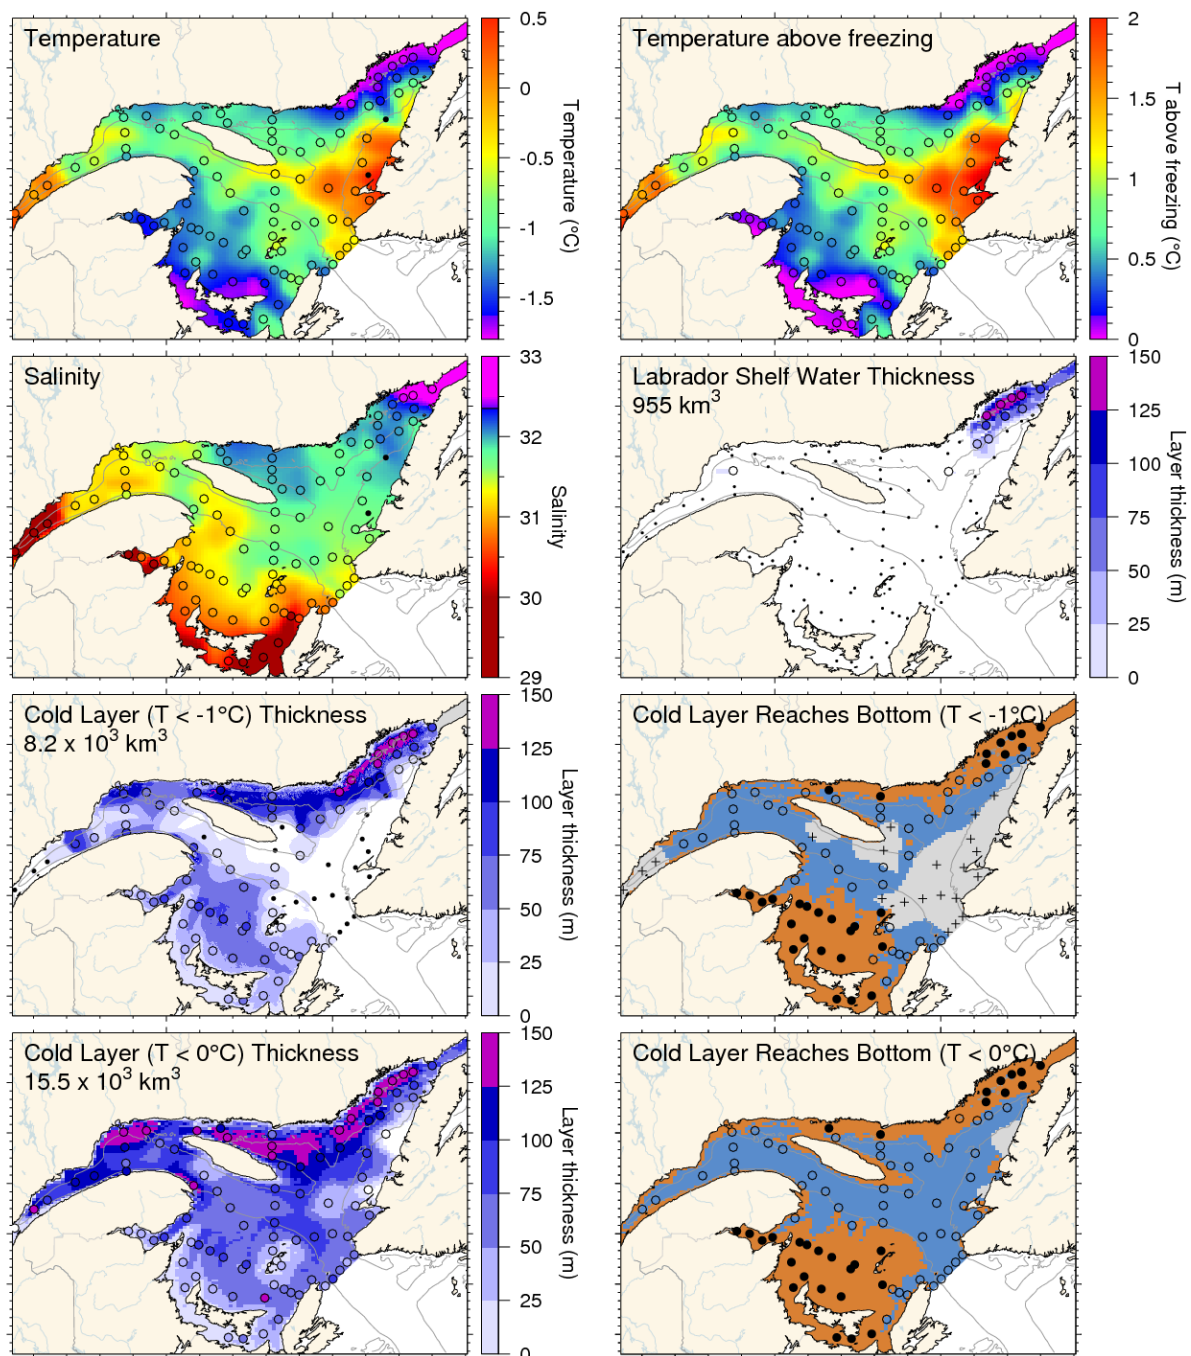 Temperature
0.5
0
-0.5
-1
-1.5
Temperature (°C)
Temperature above freezing
2
1.5
1
0.5
0
T above freezing (°C)
Salinity
33
32
31
30
29
Salinity
Labrador Shelf Water Thickness
955 km³
150
125
100
75
50
25
0
Layer thickness (m)
Cold Layer (T < -1°C) Thickness
8.2 x 10³ km³
150
125
100
75
50
25
0
Layer thickness (m)
Cold Layer Reaches Bottom (T < -1°C)
Cold Layer (T < 0°C) Thickness
15.5 x 10³ km³
150
125
100
75
50
25
0
Layer thickness (m)
Cold Layer Reaches Bottom (T < 0°C)